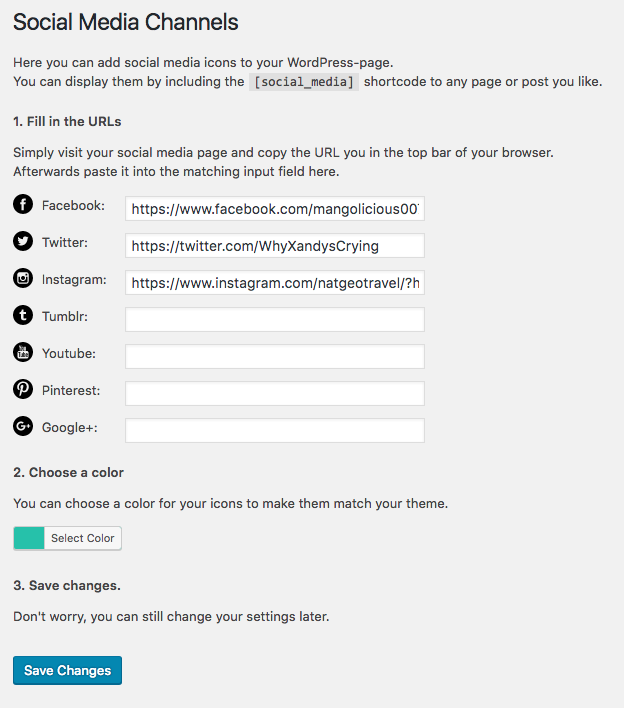 Social Media Channels
Here you can add social media icons to your WordPress-page.
You can display them by including the [social_media] shortcode to any page or post you like.
1. Fill in the URLs
Simply visit your social media page and copy the URL you in the top bar of your browser.
Afterwards paste it into the matching input field here.
Facebook: https://www.facebook.com/mangolicious00
Twitter: https://twitter.com/WhyXandysCrying
Instagram: https://www.instagram.com/natgeotravel/?h
Tumblr:
Youtube:
Pinterest:
Google+:
2. Choose a color
You can choose a color for your icons to make them match your theme.
Select Color
3. Save changes.
Don't worry, you can still change your settings later.
Save Changes